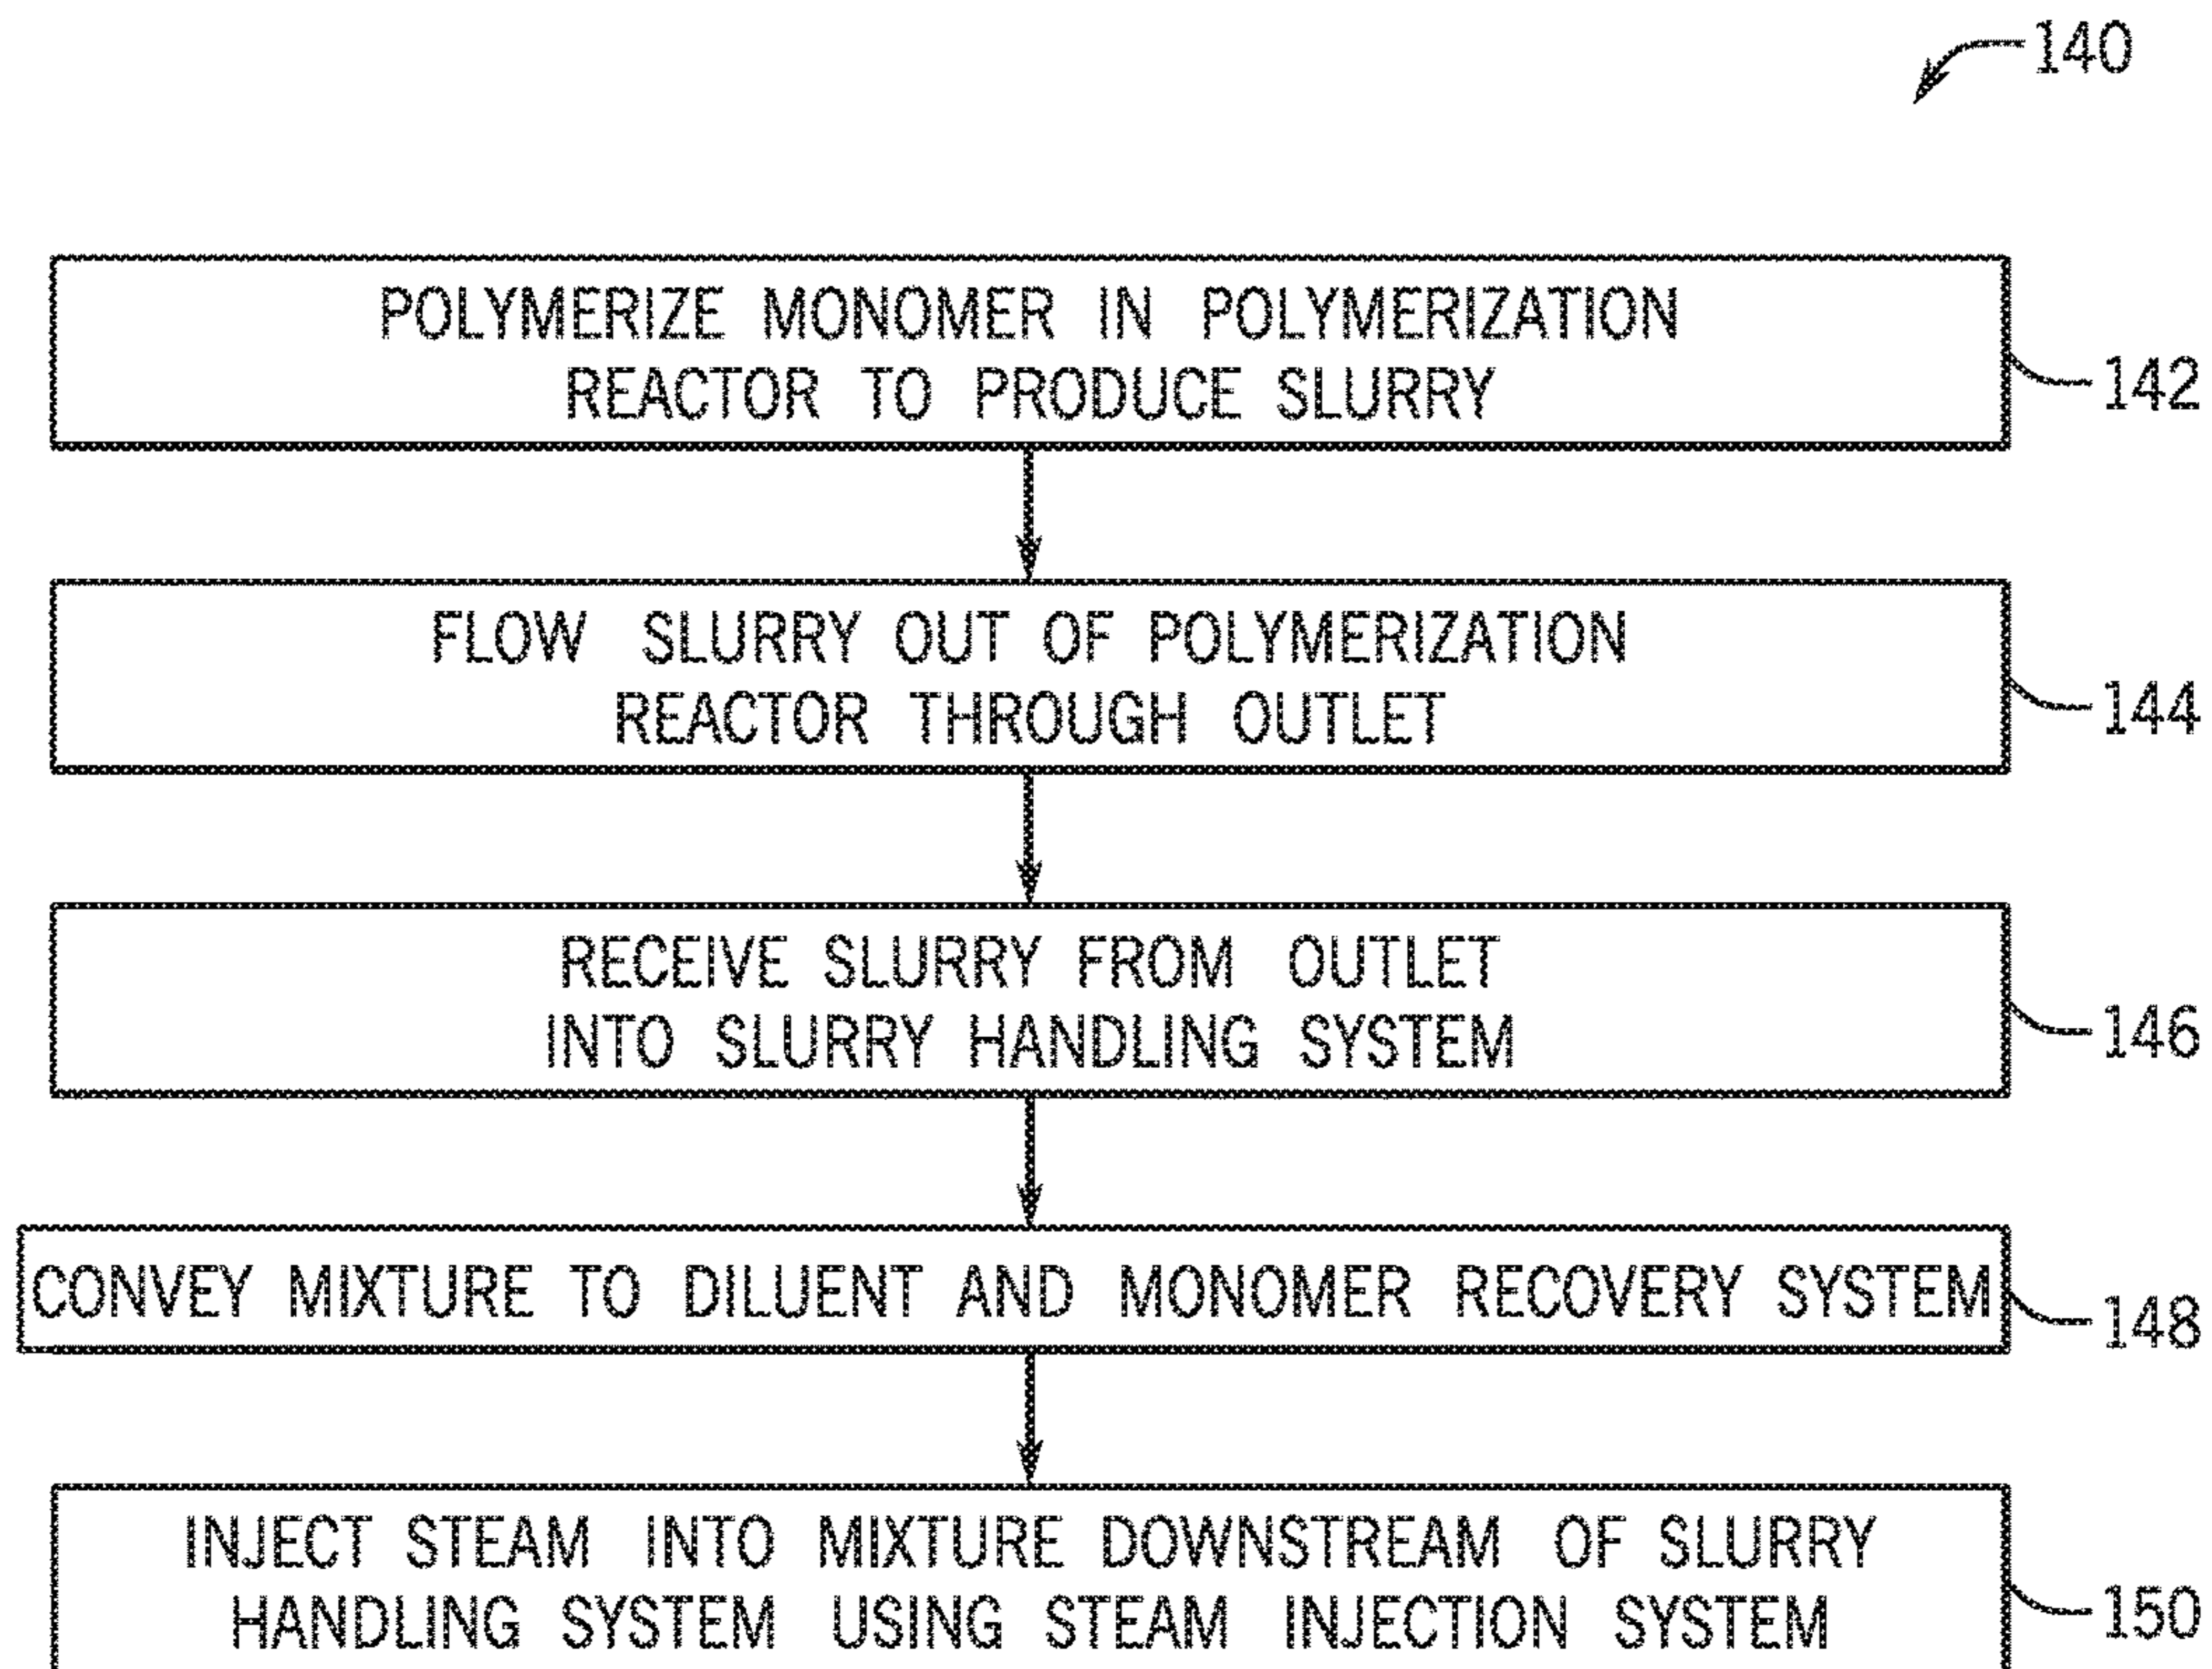 140
POLYMERIZE MONOMER IN POLYMERIZATION
REACTOR TO PRODUCE SLURRY
142
FLOW SLURRY OUT OF POLYMERIZATION
REACTOR THROUGH OUTLET
144
RECEIVE SLURRY FROM OUTLET
INTO SLURRY HANDLING SYSTEM
146
CONVEY MIXTURE TO DILUENT AND MONOMER RECOVERY SYSTEM
148
INJECT STEAM INTO MIXTURE DOWNSTREAM OF SLURRY
HANDLING SYSTEM USING STEAM INJECTION SYSTEM
150